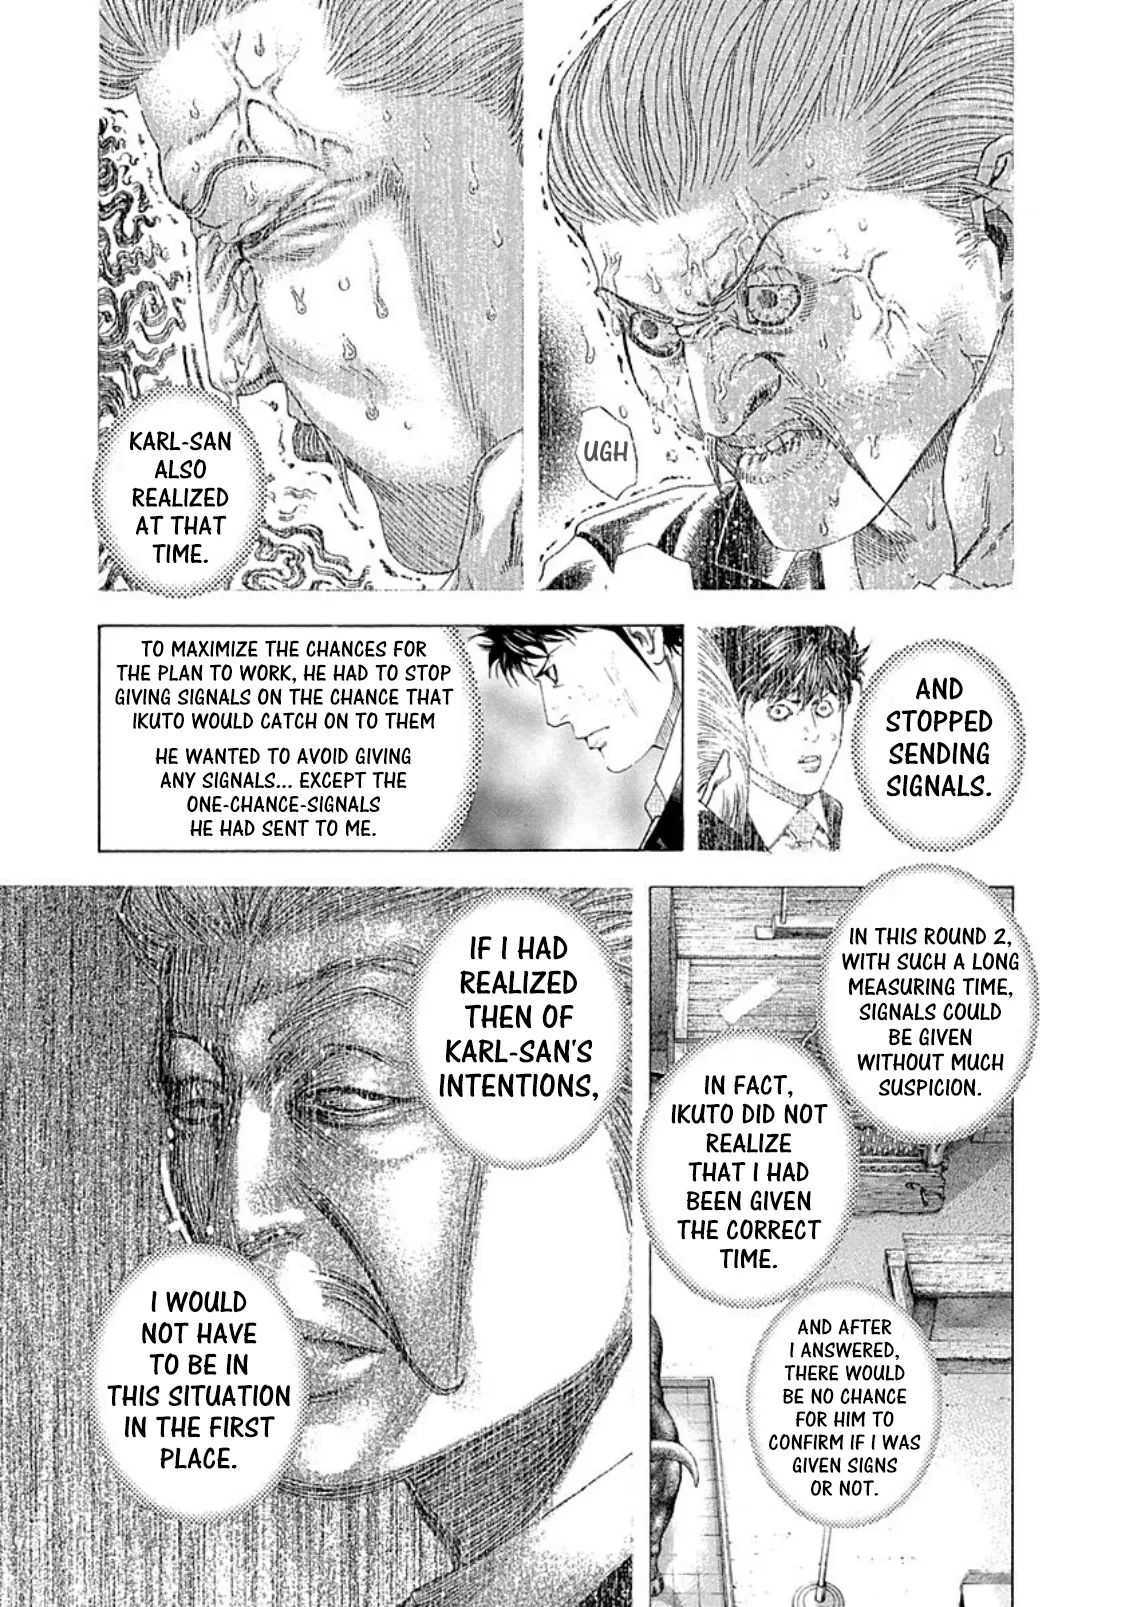 UGH
KARL-SAN
ALSO
REALIZED
AT THAT
TIME.
AND
STOPPED
SENDING
SIGNALS.
TO MAXIMIZE THE CHANCES FOR
THE PLAN TO WORK, HE HAD TO STOP
GIVING SIGNALS ON THE CHANCE THAT
IKUTO WOULD CATCH ON TO THEM
HE WANTED TO AVOID GIVING
ANY SIGNALS... EXCEPT THE
ONE-CHANCE-SIGNALS
HE HAD SENT TO ME.
IN THIS ROUND 2,
WITH SUCH A LONG
MEASURING TIME,
SIGNALS COULD
BE GIVEN
WITHOUT MUCH
SUSPICION.
IN FACT,
IKUTO DID NOT
REALIZE
THAT I HAD
BEEN GIVEN
THE CORRECT
TIME.
AND AFTER
I ANSWERED,
THERE WOULD
BE NO CHANCE
FOR HIM TO
CONFIRM IF I WAS
GIVEN SIGNS
OR NOT.
IF I HAD
REALIZED
THEN OF
KARL-SAN'S
INTENTIONS,
I WOULD
NOT HAVE
TO BE IN
THIS SITUATION
IN THE FIRST
PLACE.